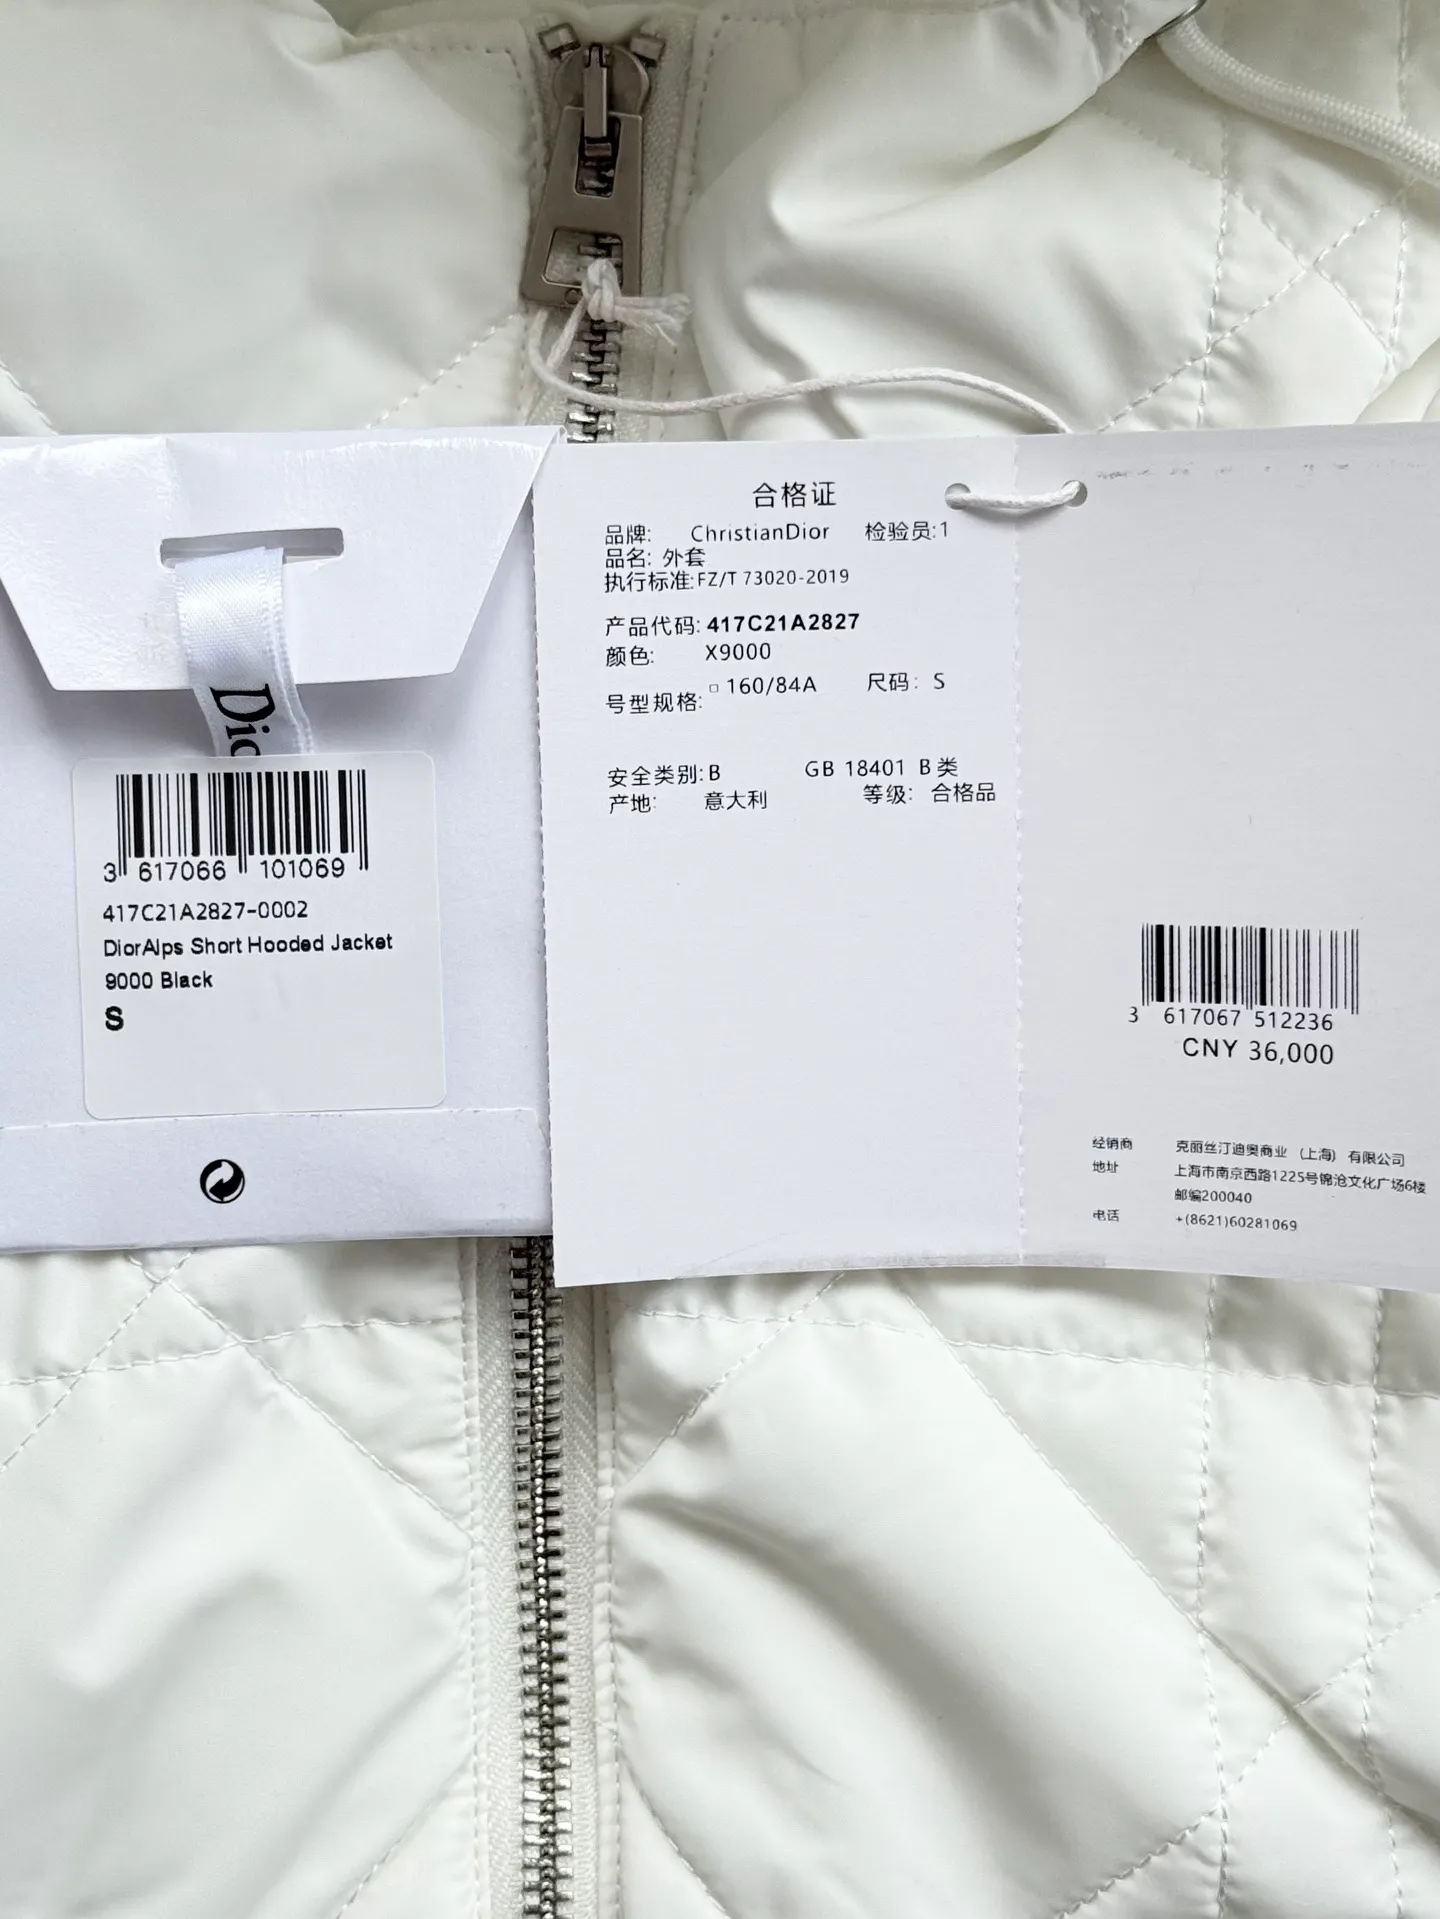 Dio
3 617066 101069
417C21A2827-0002
DiorAlps Short Hooded Jacket
9000 Black
S
合格证
品牌: ChristianDior 检验员:1
品名: 外套
执行标准:FZ/T 73020-2019
产品代码: 417C21A2827
颜色: X9000
号型规格: □ 160/84A 尺码: S
安全类别: B GB 18401 B 类
产地: 意大利 等级: 合格品
3 617067 512236
CNY 36,000
经销商 克丽丝汀迪奥商业 (上海) 有限公司
地址 上海市南京西路1225号锦沧文化广场6楼
邮编200040
电话 +(8621)60281069